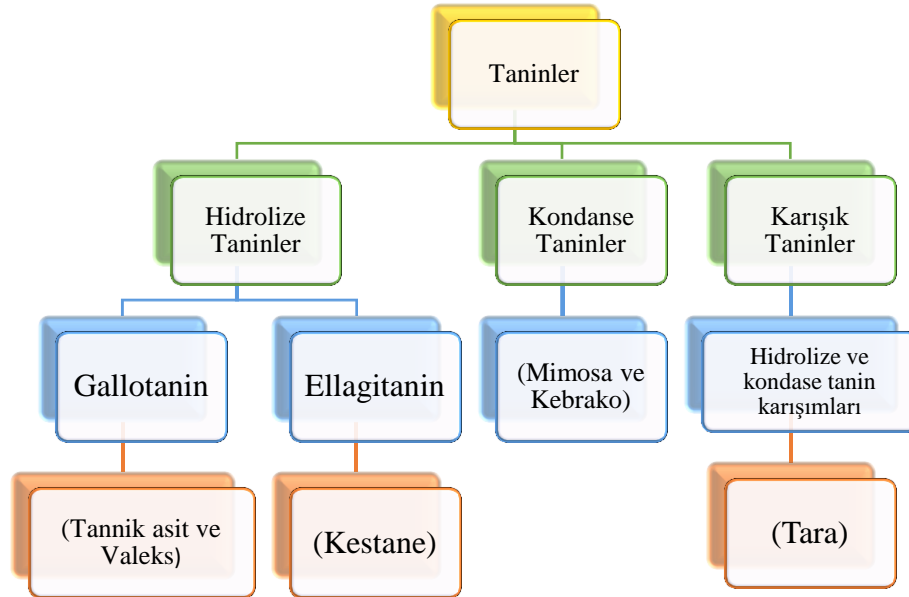 Taninler
Hidrolize
Taninler
Kondanse
Taninler
Karışık
Taninler
Gallotanin
Ellagitanin
(Mimosa ve
Kebrako)
Hidrolize ve
kondase tanin
karışımları
(Tannik asit ve
Valeks)
(Kestane)
(Tara)